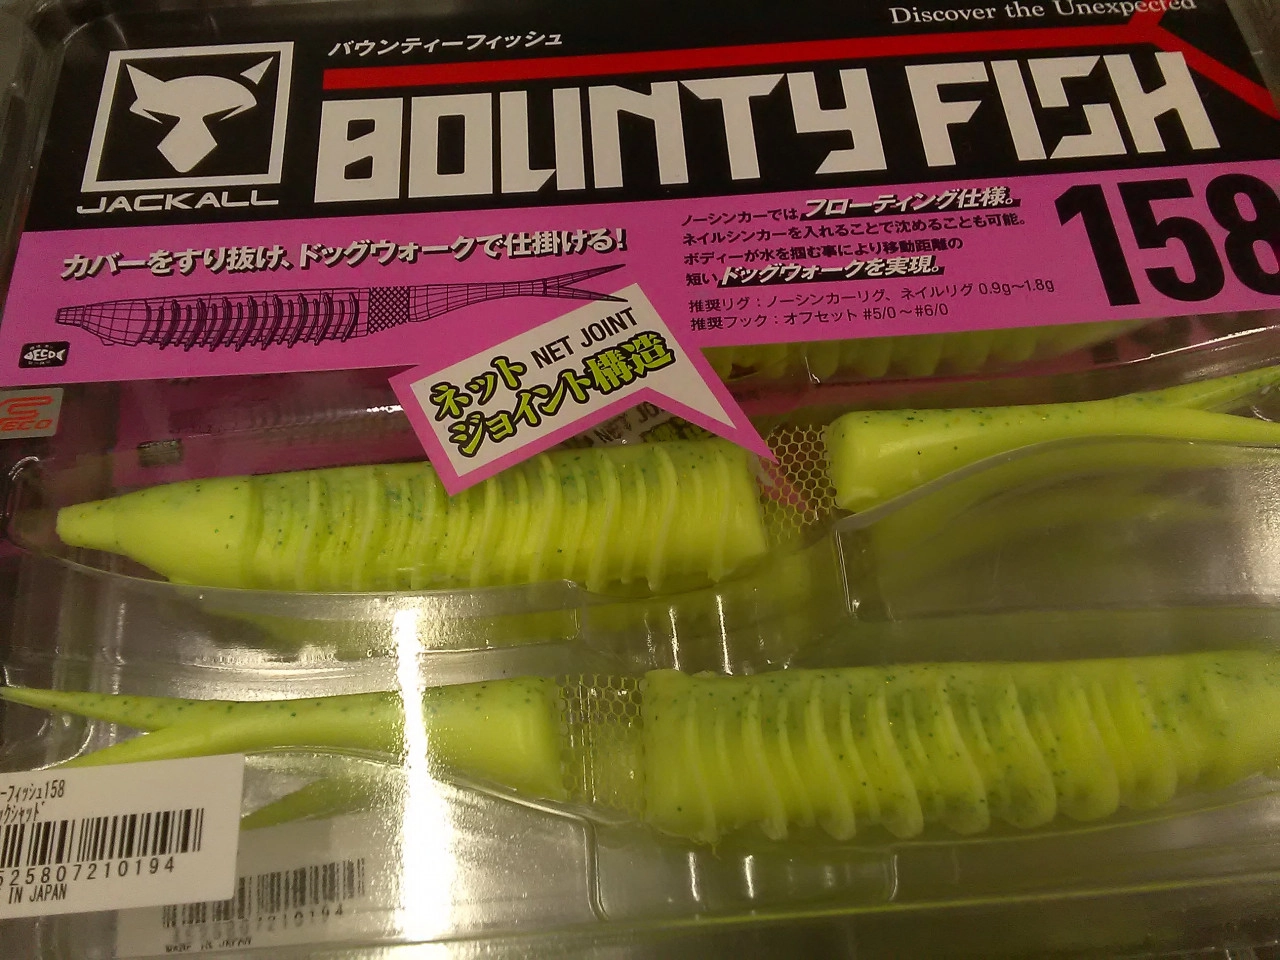 Discover the Unexpected
バウンティーフィッシュ
BOUNTY FISH
JACKALL
158
カバーをすり抜け、ドッグウォークで仕掛ける!
ノーシンカーでは、フローティング仕様。
ネイルシンカーを入れることで沈めることも可能。
ボディーが水を掴む事により移動距離の
短いドッグウォークを実現。
推奨リグ：ノーシンカーリグ、ネイルリグ 0.9g〜1.8g
推奨フック：オフセット #5/0〜#6/0
ECO
ECO
NET JOINT
ネット
ジョイント構造
ーフィッシュ158
ックシャッド
525807210194
IN JAPAN